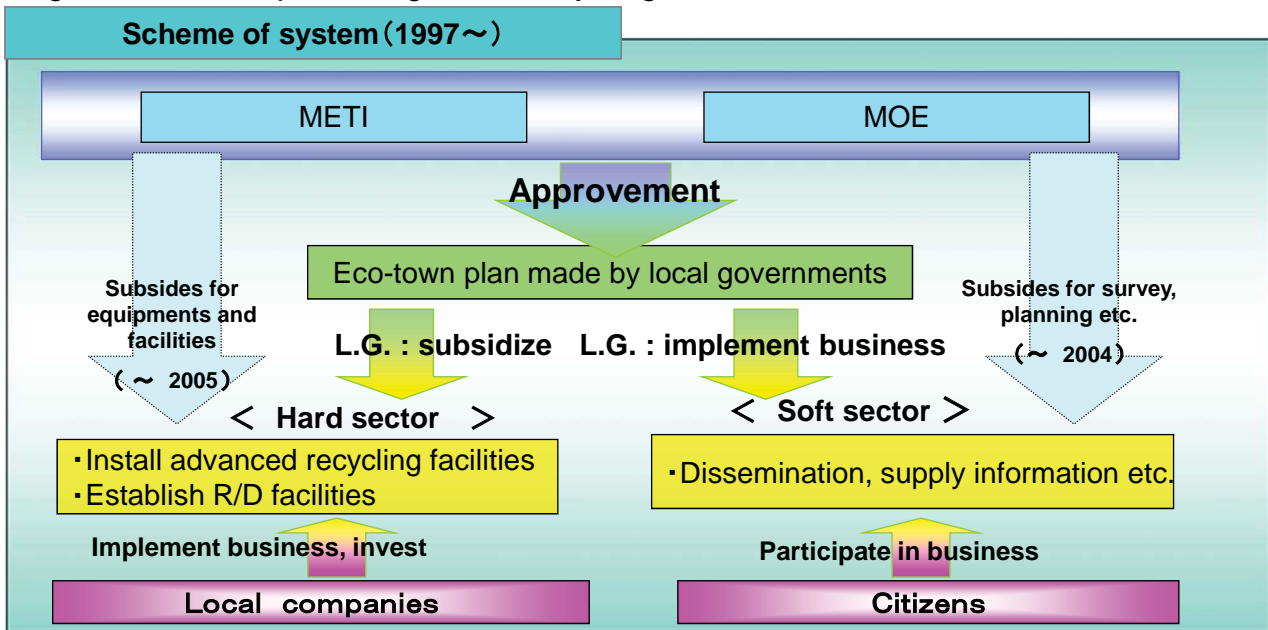 Scheme of system（1997～）
METI
MOE
Approvement
Eco-town plan made by local governments
Subsides for
equipments and
facilities
（～ 2005）
Subsides for survey,
planning etc.
（～ 2004）
L.G. : subsidize
L.G. : implement business
＜ Hard sector ＞
＜ Soft sector ＞
・Install advanced recycling facilities
・Establish R/D facilities
・Dissemination, supply information etc.
Implement business, invest
Participate in business
Local companies
Citizens